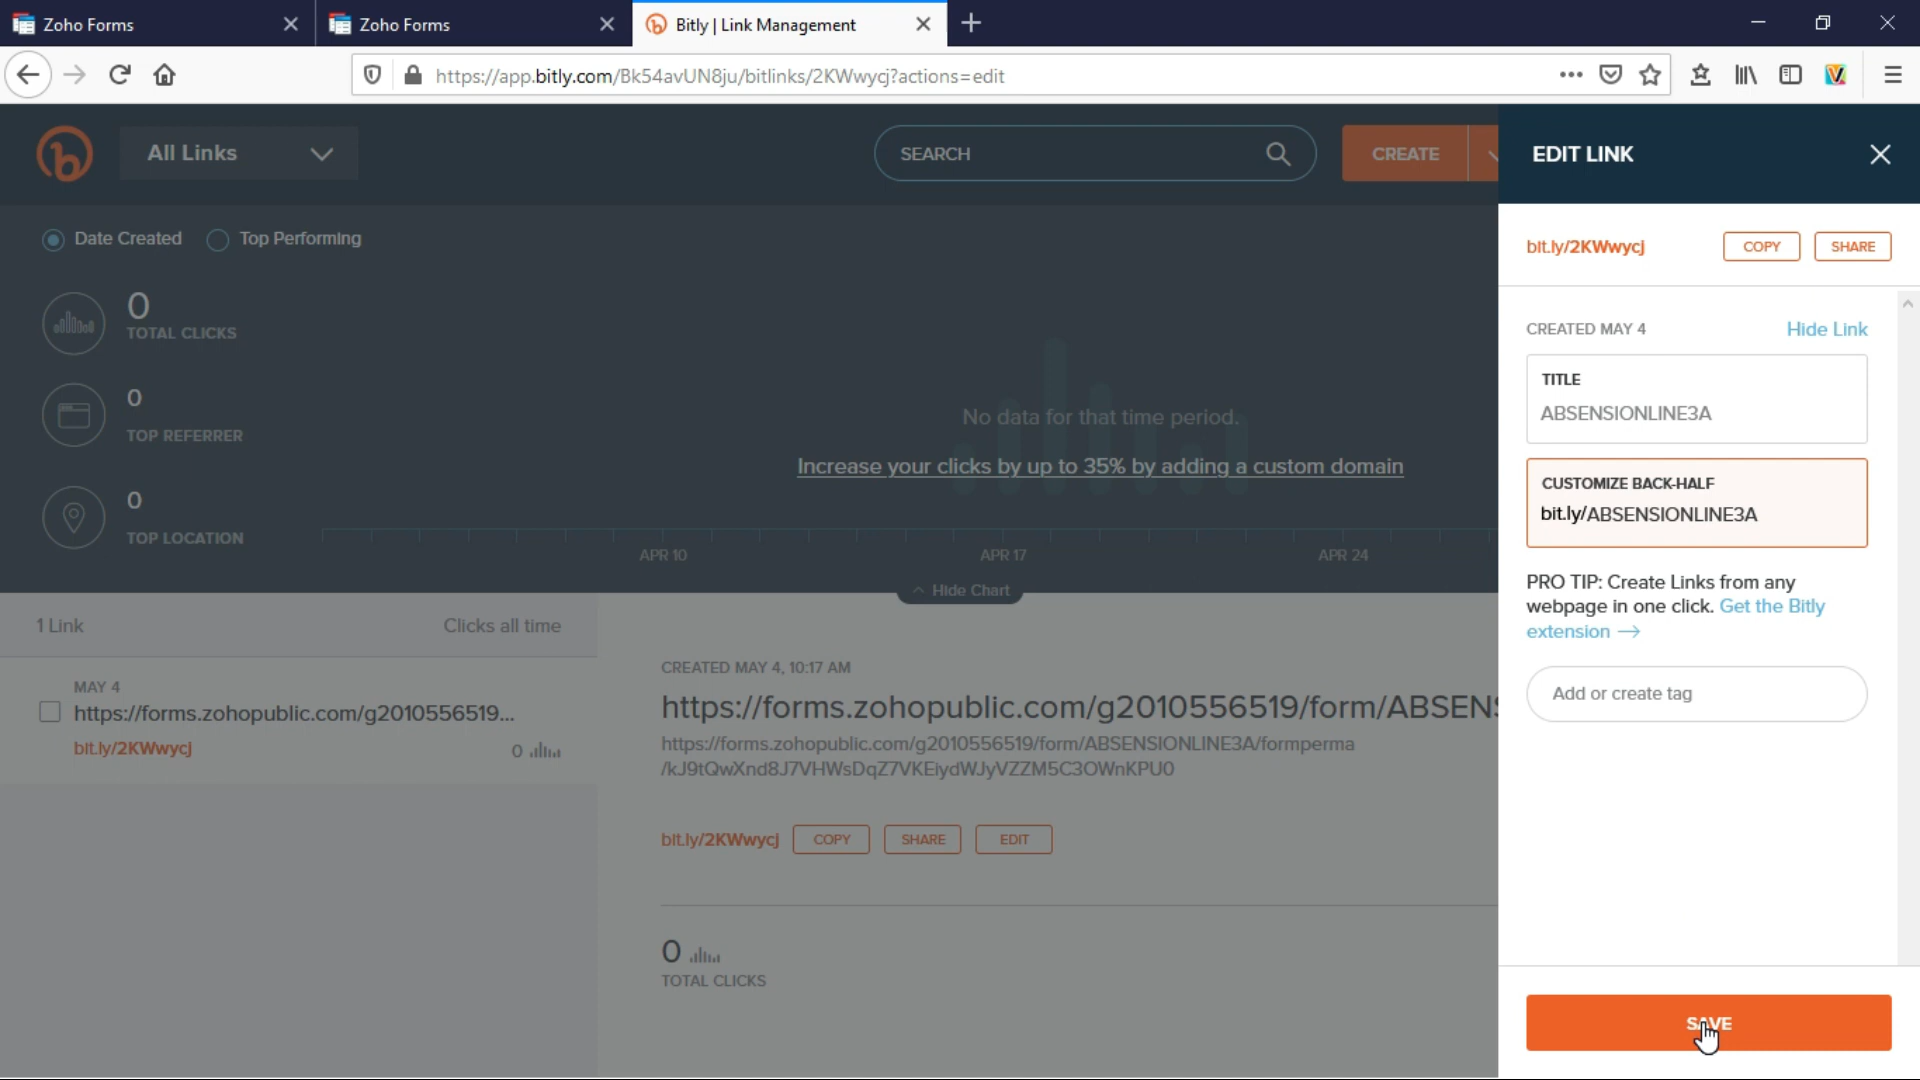 Zoho Forms
Zoho Forms
Bitly | Link Management
https://app.bitly.com/Bk54avUN8ju/bitlinks/2KWwycj?actions=edit
All Links
SEARCH
CREATE
EDIT LINK
Date Created
Top Performing
0
TOTAL CLICKS
0
TOP REFERRER
0
TOP LOCATION
No data for that time period.
Increase your clicks by up to 35% by adding a custom domain
APR 10
APR 17
APR 24
Hide Chart
1 Link
Clicks all time
MAY 4
https://forms.zohopublic.com/g2010556519...
bit.ly/2KWwycj
0
CREATED MAY 4, 10:17 AM
https://forms.zohopublic.com/g2010556519/form/ABSENS
https://forms.zohopublic.com/g2010556519/form/ABSENSIONLINE3A/formperma
/kJ9tQwXnd8J7VHWsDqZ7VKEiydWJyVZZM5C3OWnKPU0
bit.ly/2KWwycj
COPY
SHARE
EDIT
0
TOTAL CLICKS
bit.ly/2KWwycj
COPY
SHARE
CREATED MAY 4
Hide Link
TITLE
ABSENSIONLINE3A
CUSTOMIZE BACK-HALF
bit.ly/ABSENSIONLINE3A
PRO TIP: Create Links from any
webpage in one click. Get the Bitly
extension →
Add or create tag
SAVE